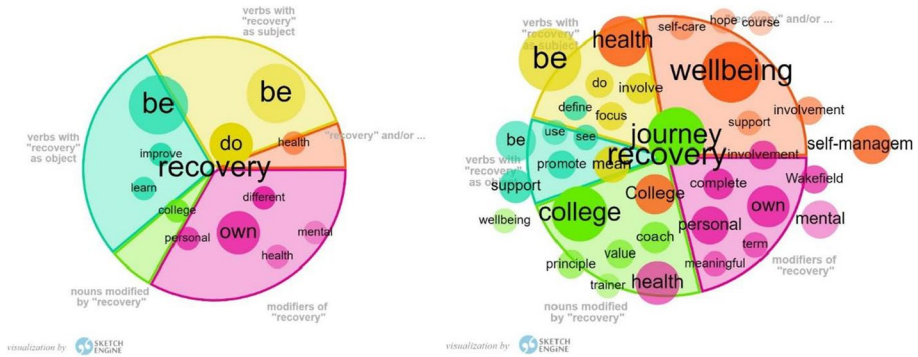 verbs with
"recovery"
as subject
be
be
do
health
"recovery" and/or ...
verbs with
"recovery"
as object
improve
recovery
learn
different
college
own
personal
mental
health
nouns modified
by "recovery"
modifiers of
"recovery"
visualization by
SKETCH
ENGINE
verbs with
"recovery"
as subject
self-care
hope
course
"recovery" and/or ...
health
be
wellbeing
do
involve
define
focus
involvement
support
be
use
see
journey
self-managem
verbs with
"recovery"
as object
promote
mean
recovery
involvement
support
College
complete
Wakefield
wellbeing
college
personal
own
mental
coach
term
value
principle
meaningful
modifiers of
"recovery"
trainer
health
nouns modified
by "recovery"
visualization by
SKETCH
ENGINE